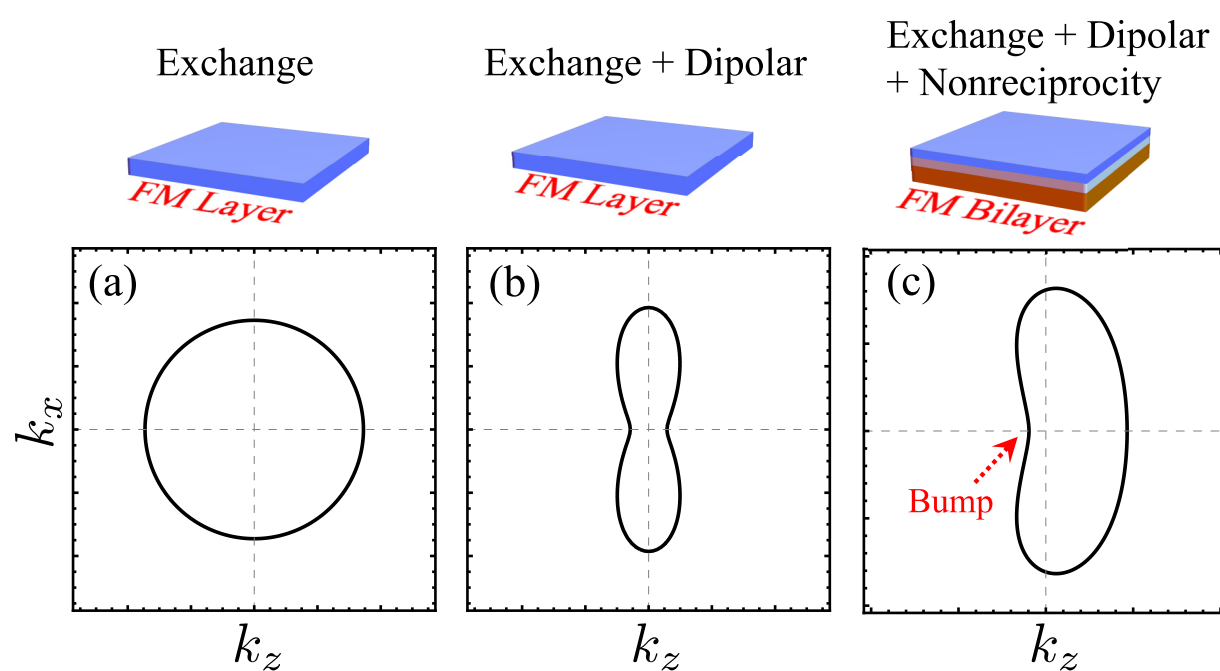 Exchange
Exchange + Dipolar
Exchange + Dipolar
+ Nonreciprocity
FM Layer
FM Layer
FM Bilayer
(a)
(b)
(c)
k_x
Bump
k_z
k_z
k_z